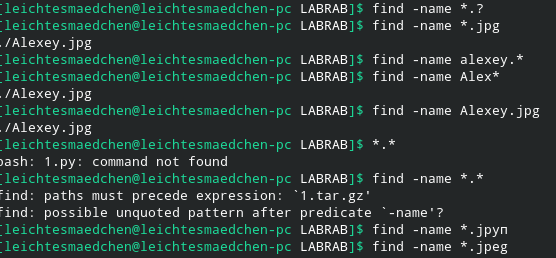 [leichtesmaedchen@leichtesmaedchen-pc LABRAB]$ find -name *.?
[leichtesmaedchen@leichtesmaedchen-pc LABRAB]$ find -name *.jpg
./Alexey.jpg
[leichtesmaedchen@leichtesmaedchen-pc LABRAB]$ find -name alexey.*
[leichtesmaedchen@leichtesmaedchen-pc LABRAB]$ find -name Alex*
./Alexey.jpg
[leichtesmaedchen@leichtesmaedchen-pc LABRAB]$ find -name Alexey.jpg
./Alexey.jpg
[leichtesmaedchen@leichtesmaedchen-pc LABRAB]$ *.*
bash: 1.py: command not found
[leichtesmaedchen@leichtesmaedchen-pc LABRAB]$ find -name *.*
find: paths must precede expression: `1.tar.gz'
find: possible unquoted pattern after predicate `-name'?
[leichtesmaedchen@leichtesmaedchen-pc LABRAB]$ find -name *.jpуп
[leichtesmaedchen@leichtesmaedchen-pc LABRAB]$ find -name *.jpeg